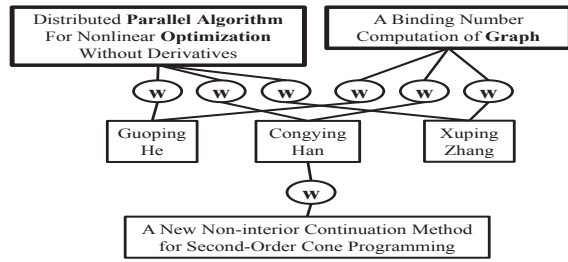 Distributed Parallel Algorithm
For Nonlinear Optimization
Without Derivatives
A Binding Number
Computation of Graph
w w w w w w
Guoping
He
Congying
Han
Xuping
Zhang
w
A New Non-interior Continuation Method
for Second-Order Cone Programming